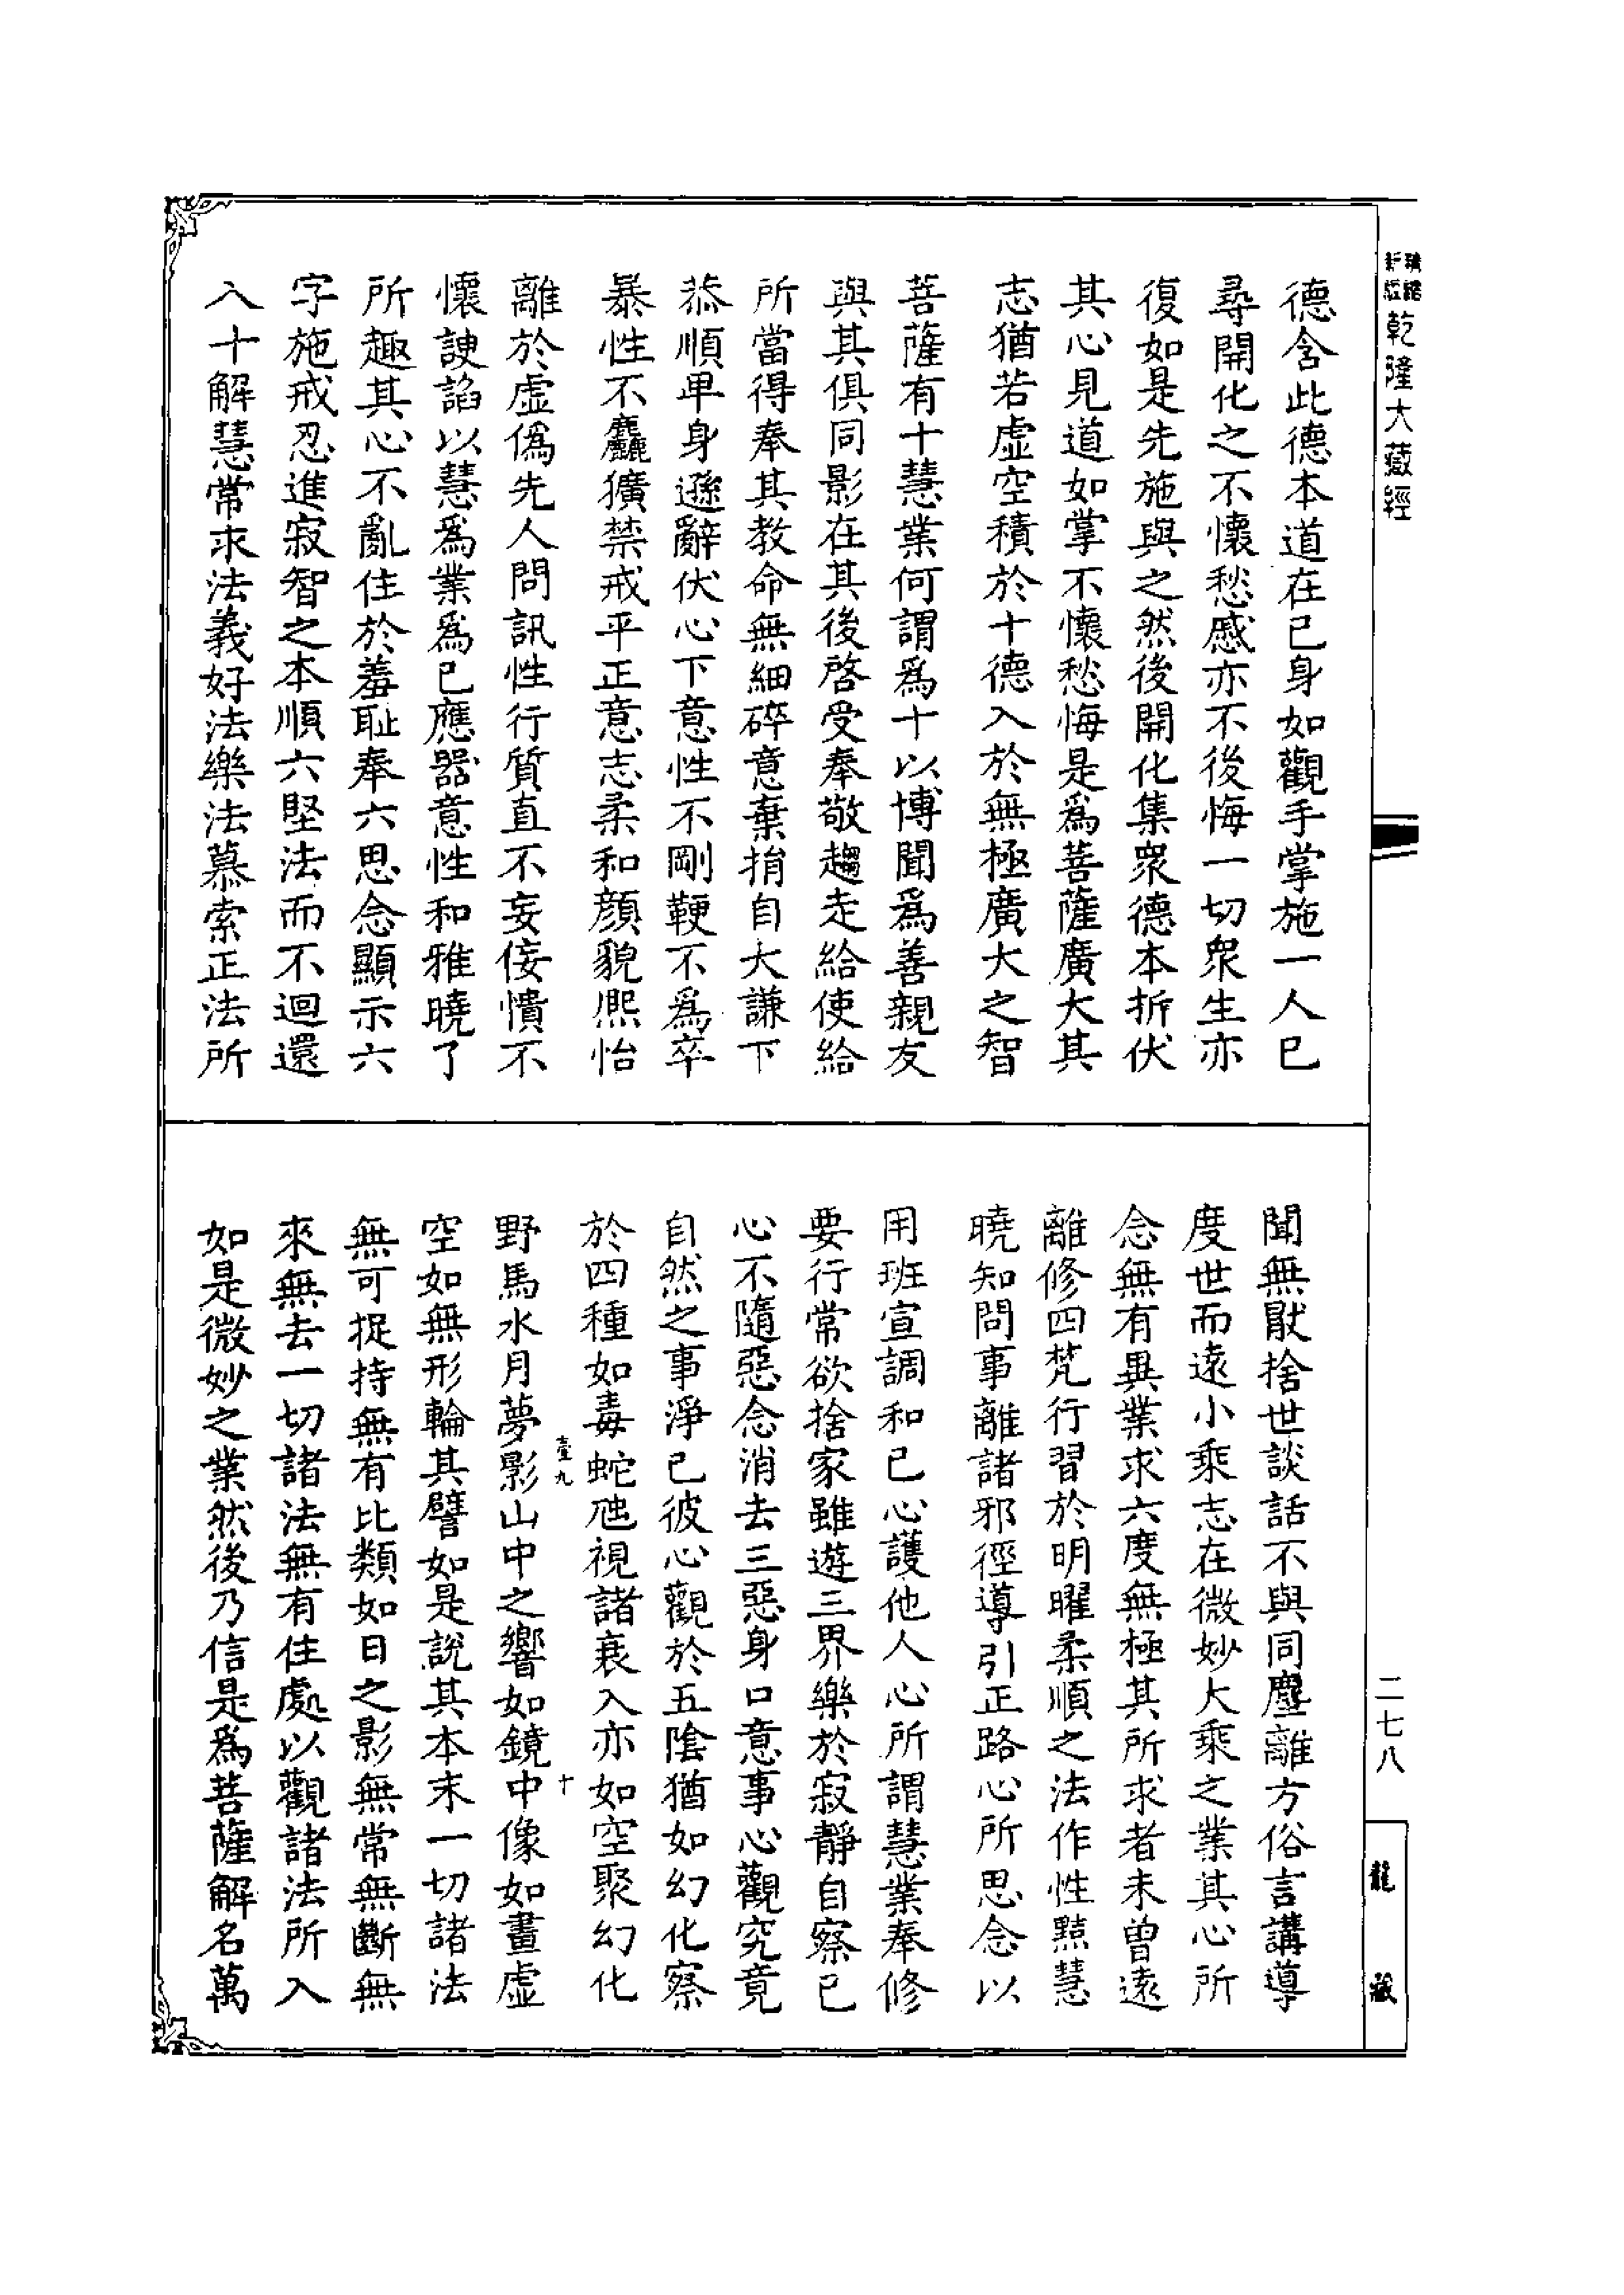 乾隆大藏經
德含此德本道在已身如觀手掌施一人已
尋開化之不懷愁慼亦不後悔一切衆生亦
復如是先施與之然後開化集衆德本折伏
其心見道如掌不懷愁悔是爲菩薩廣大其
志猶若虛空積於十德入於無極廣大之智
菩薩有十慧業何謂爲十以博聞爲善親友
與其俱同影在其後啓受奉敬趨走給使給
所當得奉其教命無細碎意棄捐自大謙下
恭順卑身遜辭伏心下意性不剛鞕不爲卒
暴性不麤獷禁戒平正意志柔和顏貌熈怡
離於虛僞先人問訊性行質直不妄佞憒不
懷諛諂以慧爲業爲已應器意性和雅曉了
所趣其心不亂住於羞耻奉六思念顯示六
字施戒忍進寂智之本順六堅法而不迴還
入十解慧常求法義好法樂法慕索正法所
聞無猒捨世談話不與同塵離方俗言講導
度世而遠小乘志在微妙大乘之業其心所
念無有異業求六度無極其所求者未曾遠
離修四梵行習於明曜柔順之法作性黠慧
曉知問事離諸邪徑導引正路心所思念以
用班宣調和已心護他人心所謂慧業奉修
要行常欲捨家雖遊三界樂於寂靜自察已
心不隨惡念消去三惡身口意事心觀究竟
自然之事淨已彼心觀於五陰猶如幻化察
於四種如毒蛇虺視諸衰入亦如空聚幻化
壹九
十
野馬水月夢影山中之響如鏡中像如畫虛
空如無形輪其譬如是說其本末一切諸法
無可捉持無有比類如日之影無常無斷無
來無去一切諸法無有住處以觀諸法所入
如是微妙之業然後乃信是爲菩薩解名萬
二七八
龍藏